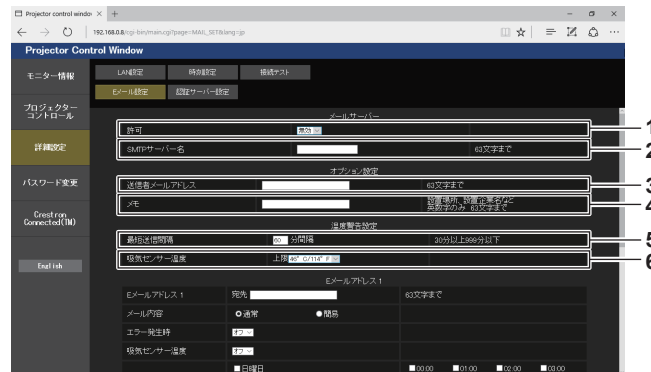 Projector control windov × +
192.168.0.8/cgi-bin/main.cgi?page=MAIL_SET&lang=jp
Projector Control Window
モニター情報
プロジェクター
コントロール
詳細設定
パスワード変更
Crestron
Connected(TM)
English
LAN設定 時刻設定 接続テスト
Eメール設定 認証サーバー設定
メールサーバー
許可 無効 1
SMTPサーバー名 63文字まで 2
オプション設定
送信者メールアドレス 63文字まで 3
メモ 設置場所、設置企業名など
英数字のみ 63文字まで 4
温度警告設定
最短送信間隔 60 分間隔 30分以上999分以下 5
吸気センサー温度 上限 46° C/114° F 6
Eメールアドレス 1
Eメールアドレス 1 宛先 63文字まで
メール内容 通常 簡易
エラー発生時 オフ
吸気センサー温度 オフ
日曜日 00:00 01:00 02:00 03:00